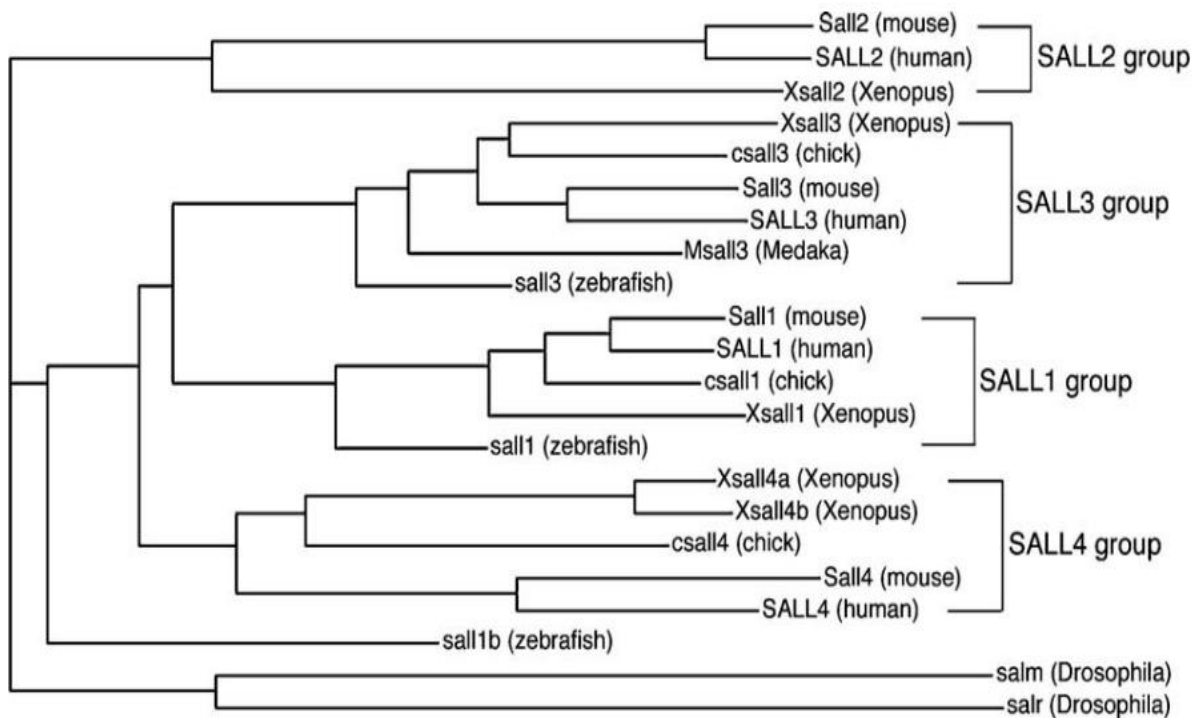 Sall2 (mouse)
SALL2 (human)
SALL2 group
Xsall2 (Xenopus)
Xsall3 (Xenopus)
csall3 (chick)
Sall3 (mouse)
SALL3 group
SALL3 (human)
Msall3 (Medaka)
sall3 (zebrafish)
Sall1 (mouse)
SALL1 (human)
SALL1 group
csall1 (chick)
Xsall1 (Xenopus)
sall1 (zebrafish)
Xsall4a (Xenopus)
Xsall4b (Xenopus)
SALL4 group
csall4 (chick)
Sall4 (mouse)
SALL4 (human)
sall1b (zebrafish)
salm (Drosophila)
salr (Drosophila)